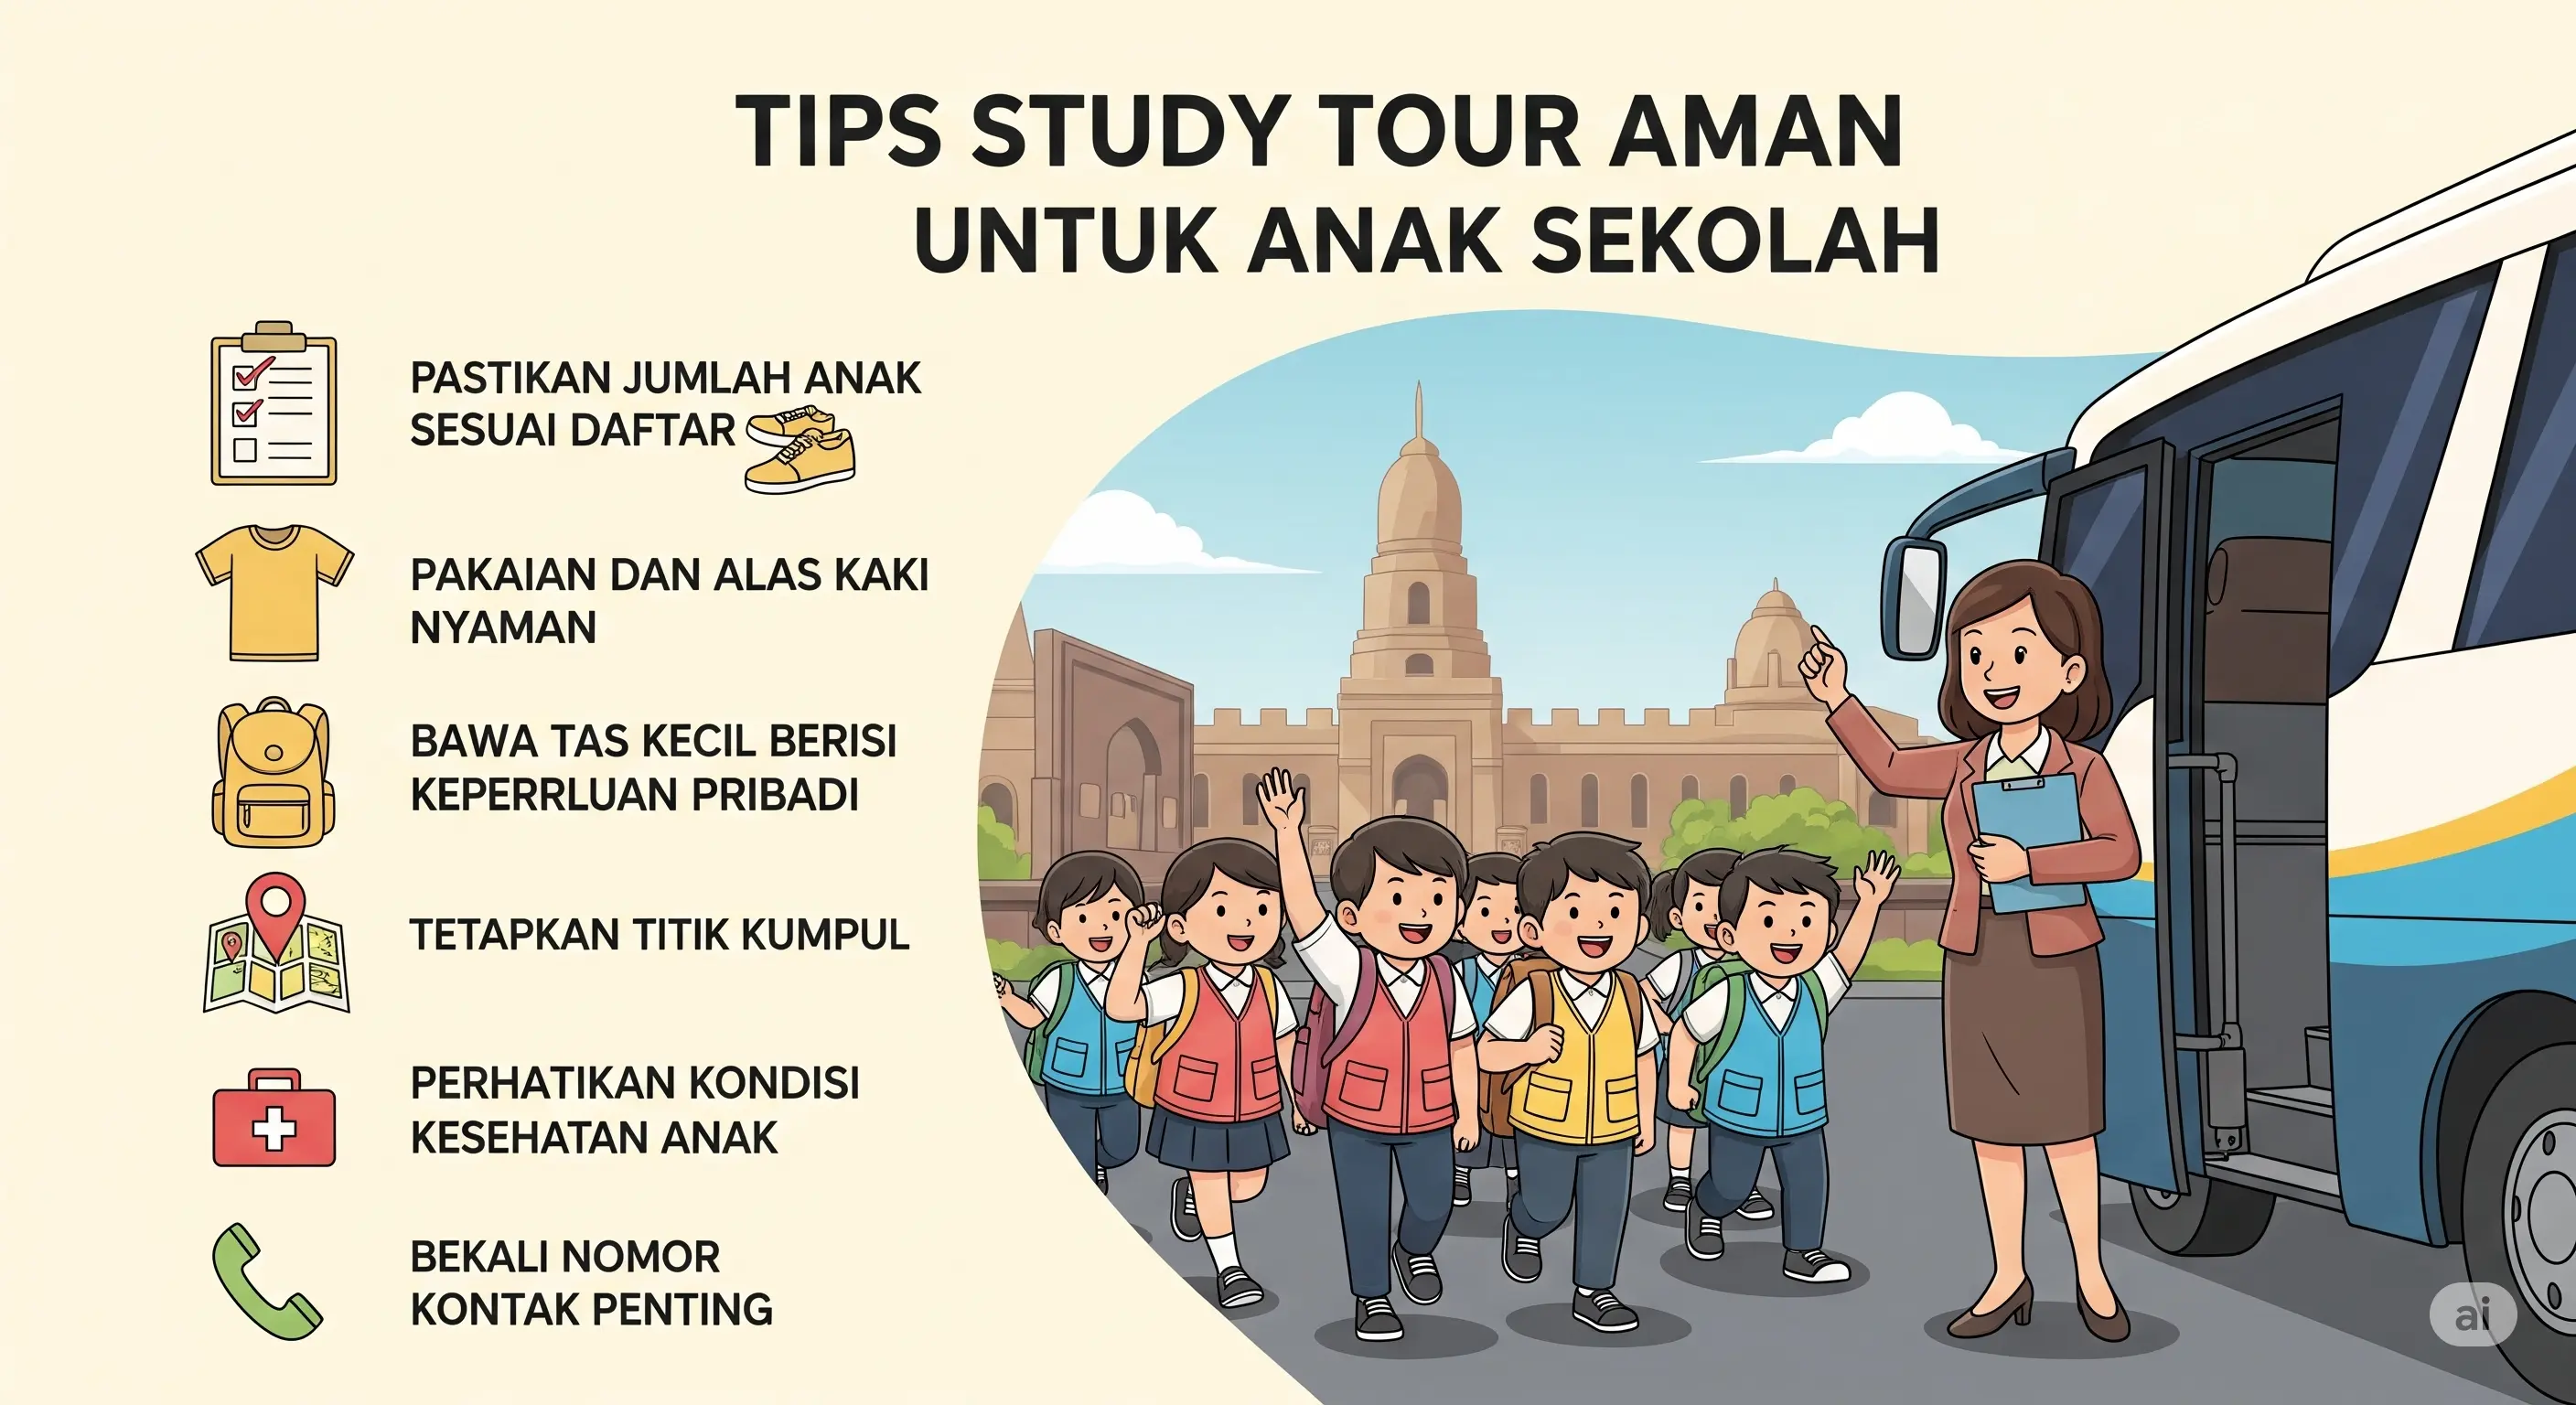 TIPS STUDY TOUR AMAN
UNTUK ANAK SEKOLAH
PASTIKAN JUMLAH ANAK
SESUAI DAFTAR
PAKAIAN DAN ALAS KAKI
NYAMAN
BAWA TAS KECIL BERISI
KEPERRLUAN PRIBADI
TETAPKAN TITIK KUMPUL
PERHATIKAN KONDISI
KESEHATAN ANAK
BEKALI NOMOR
KONTAK PENTING
ai